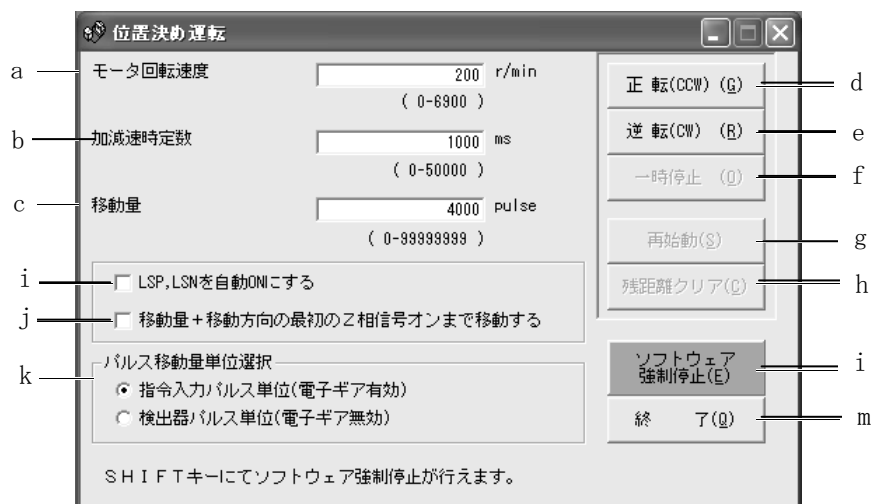 位置決め運転
a モータ回転速度 200 r/min
( 0-6900 )
b 加減速時定数 1000 ms
( 0-50000 )
c 移動量 4000 pulse
( 0-99999999 )
正 転(CCW) (G) d
逆 転(CW) (R) e
一時停止 (O) f
再始動(S) g
残距離クリア(C) h
i LSP,LSNを自動ONにする
j 移動量+移動方向の最初のZ相信号オンまで移動する
k パルス移動量単位選択
指令入力パルス単位(電子ギア有効)
検出器パルス単位(電子ギア無効)
ソフトウェア
強制停止(E) i
終 了(Q) m
SHIFTキーにてソフトウェア強制停止が行えます。